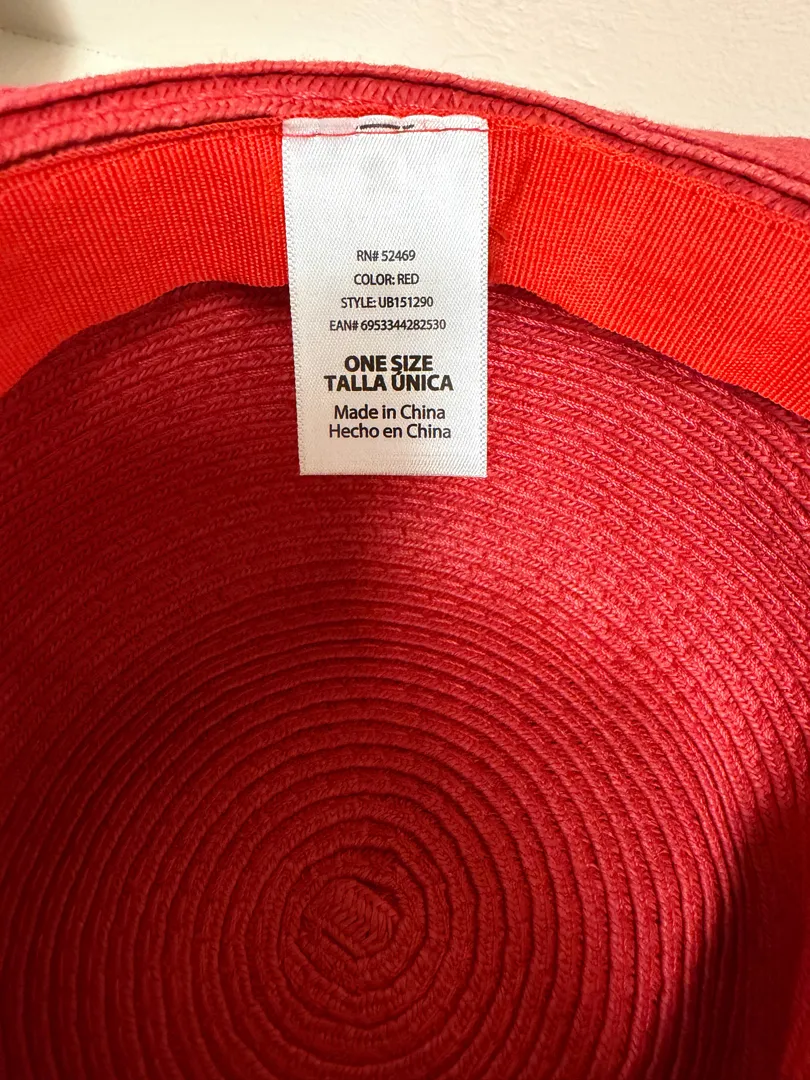 RN# 52469
COLOR: RED
STYLE: UB151290
EAN# 6953344282530
ONE SIZE
TALLA ÚNICA
Made in China
Hecho en China